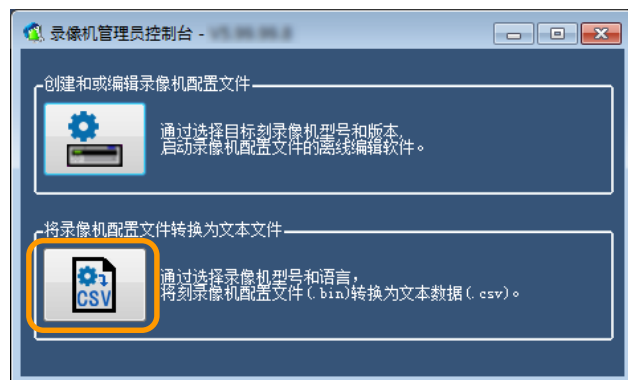 录像机管理员控制台 -
创建和或编辑录像机配置文件
通过选择目标刻录像机型号和版本,
启动录像机配置文件的离线编辑软件。
将录像机配置文件转换为文本文件
CSV
通过选择录像机型号和语言，
将刻录像机配置文件(.bin)转换为文本数据(.csv)。